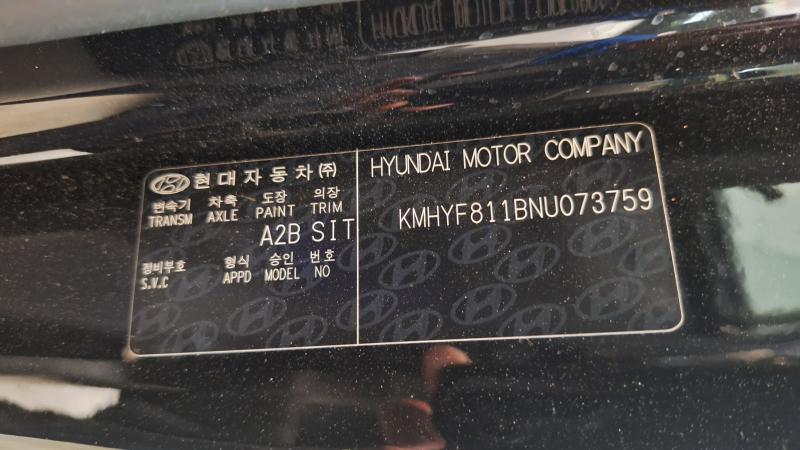 현대자동차㈜
변속기 차축 도장 의장
TRANSM AXLE PAINT TRIM
A2B SIT
정비부호 형식 승인 번호
S.V.C APPD MODEL NO
HYUNDAI MOTOR COMPANY
KMHYF811BNU073759